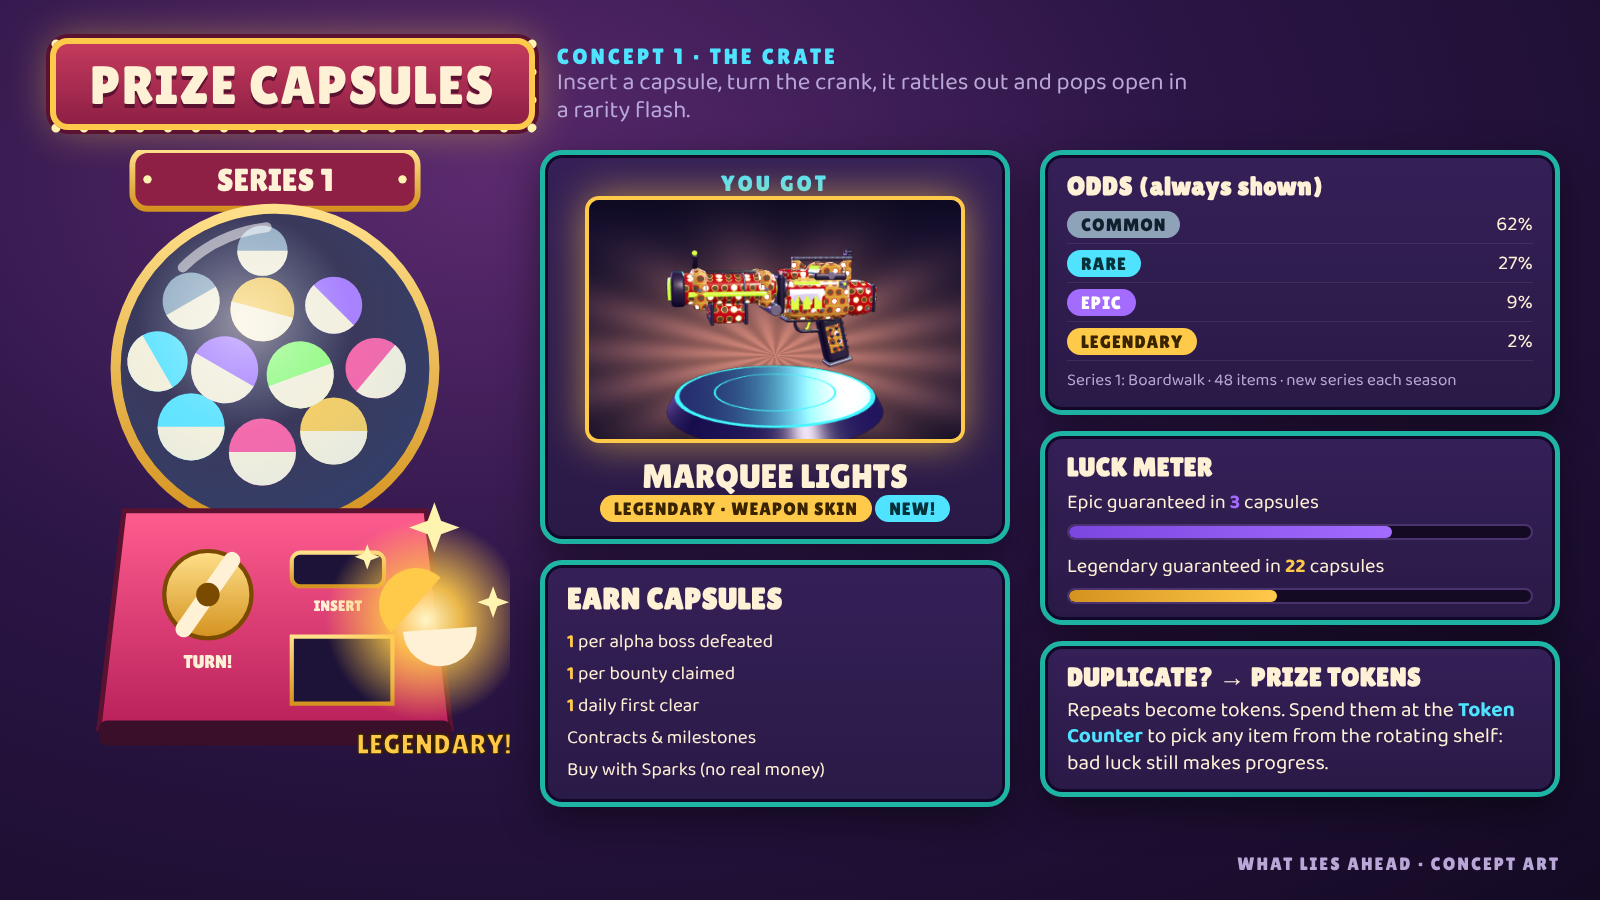 PRIZE CAPSULES
CONCEPT 1 · THE CRATE
Insert a capsule, turn the crank, it rattles out and pops open in
a rarity flash.
SERIES 1
INSERT
TURN!
LEGENDARY!
YOU GOT
MARQUEE LIGHTS
LEGENDARY · WEAPON SKIN
NEW!
EARN CAPSULES
1 per alpha boss defeated
1 per bounty claimed
1 daily first clear
Contracts & milestones
Buy with Sparks (no real money)
ODDS (always shown)
COMMON 62%
RARE 27%
EPIC 9%
LEGENDARY 2%
Series 1: Boardwalk · 48 items · new series each season
LUCK METER
Epic guaranteed in 3 capsules
Legendary guaranteed in 22 capsules
DUPLICATE? → PRIZE TOKENS
Repeats become tokens. Spend them at the Token
Counter to pick any item from the rotating shelf:
bad luck still makes progress.
WHAT LIES AHEAD · CONCEPT ART